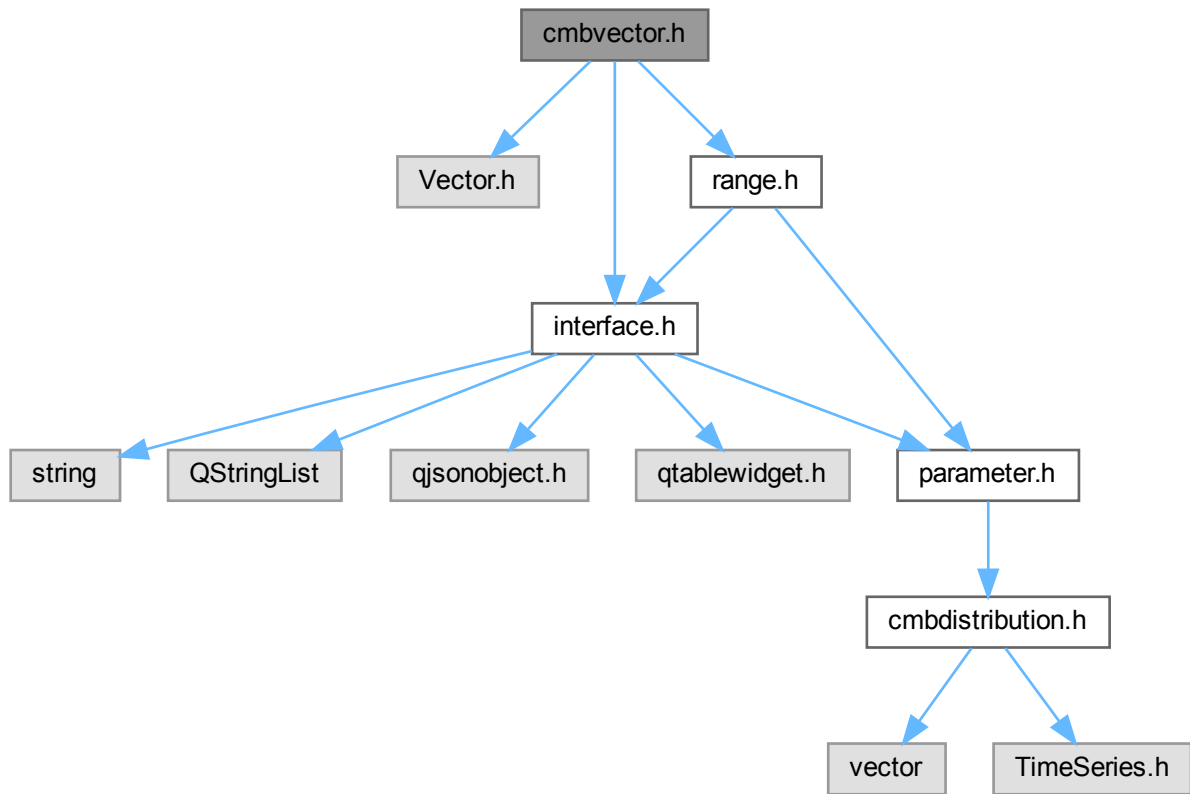 cmbvector.h
Vector.h
range.h
interface.h
string
QStringList
qjsonobject.h
qtablewidget.h
parameter.h
cmbdistribution.h
vector
TimeSeries.h